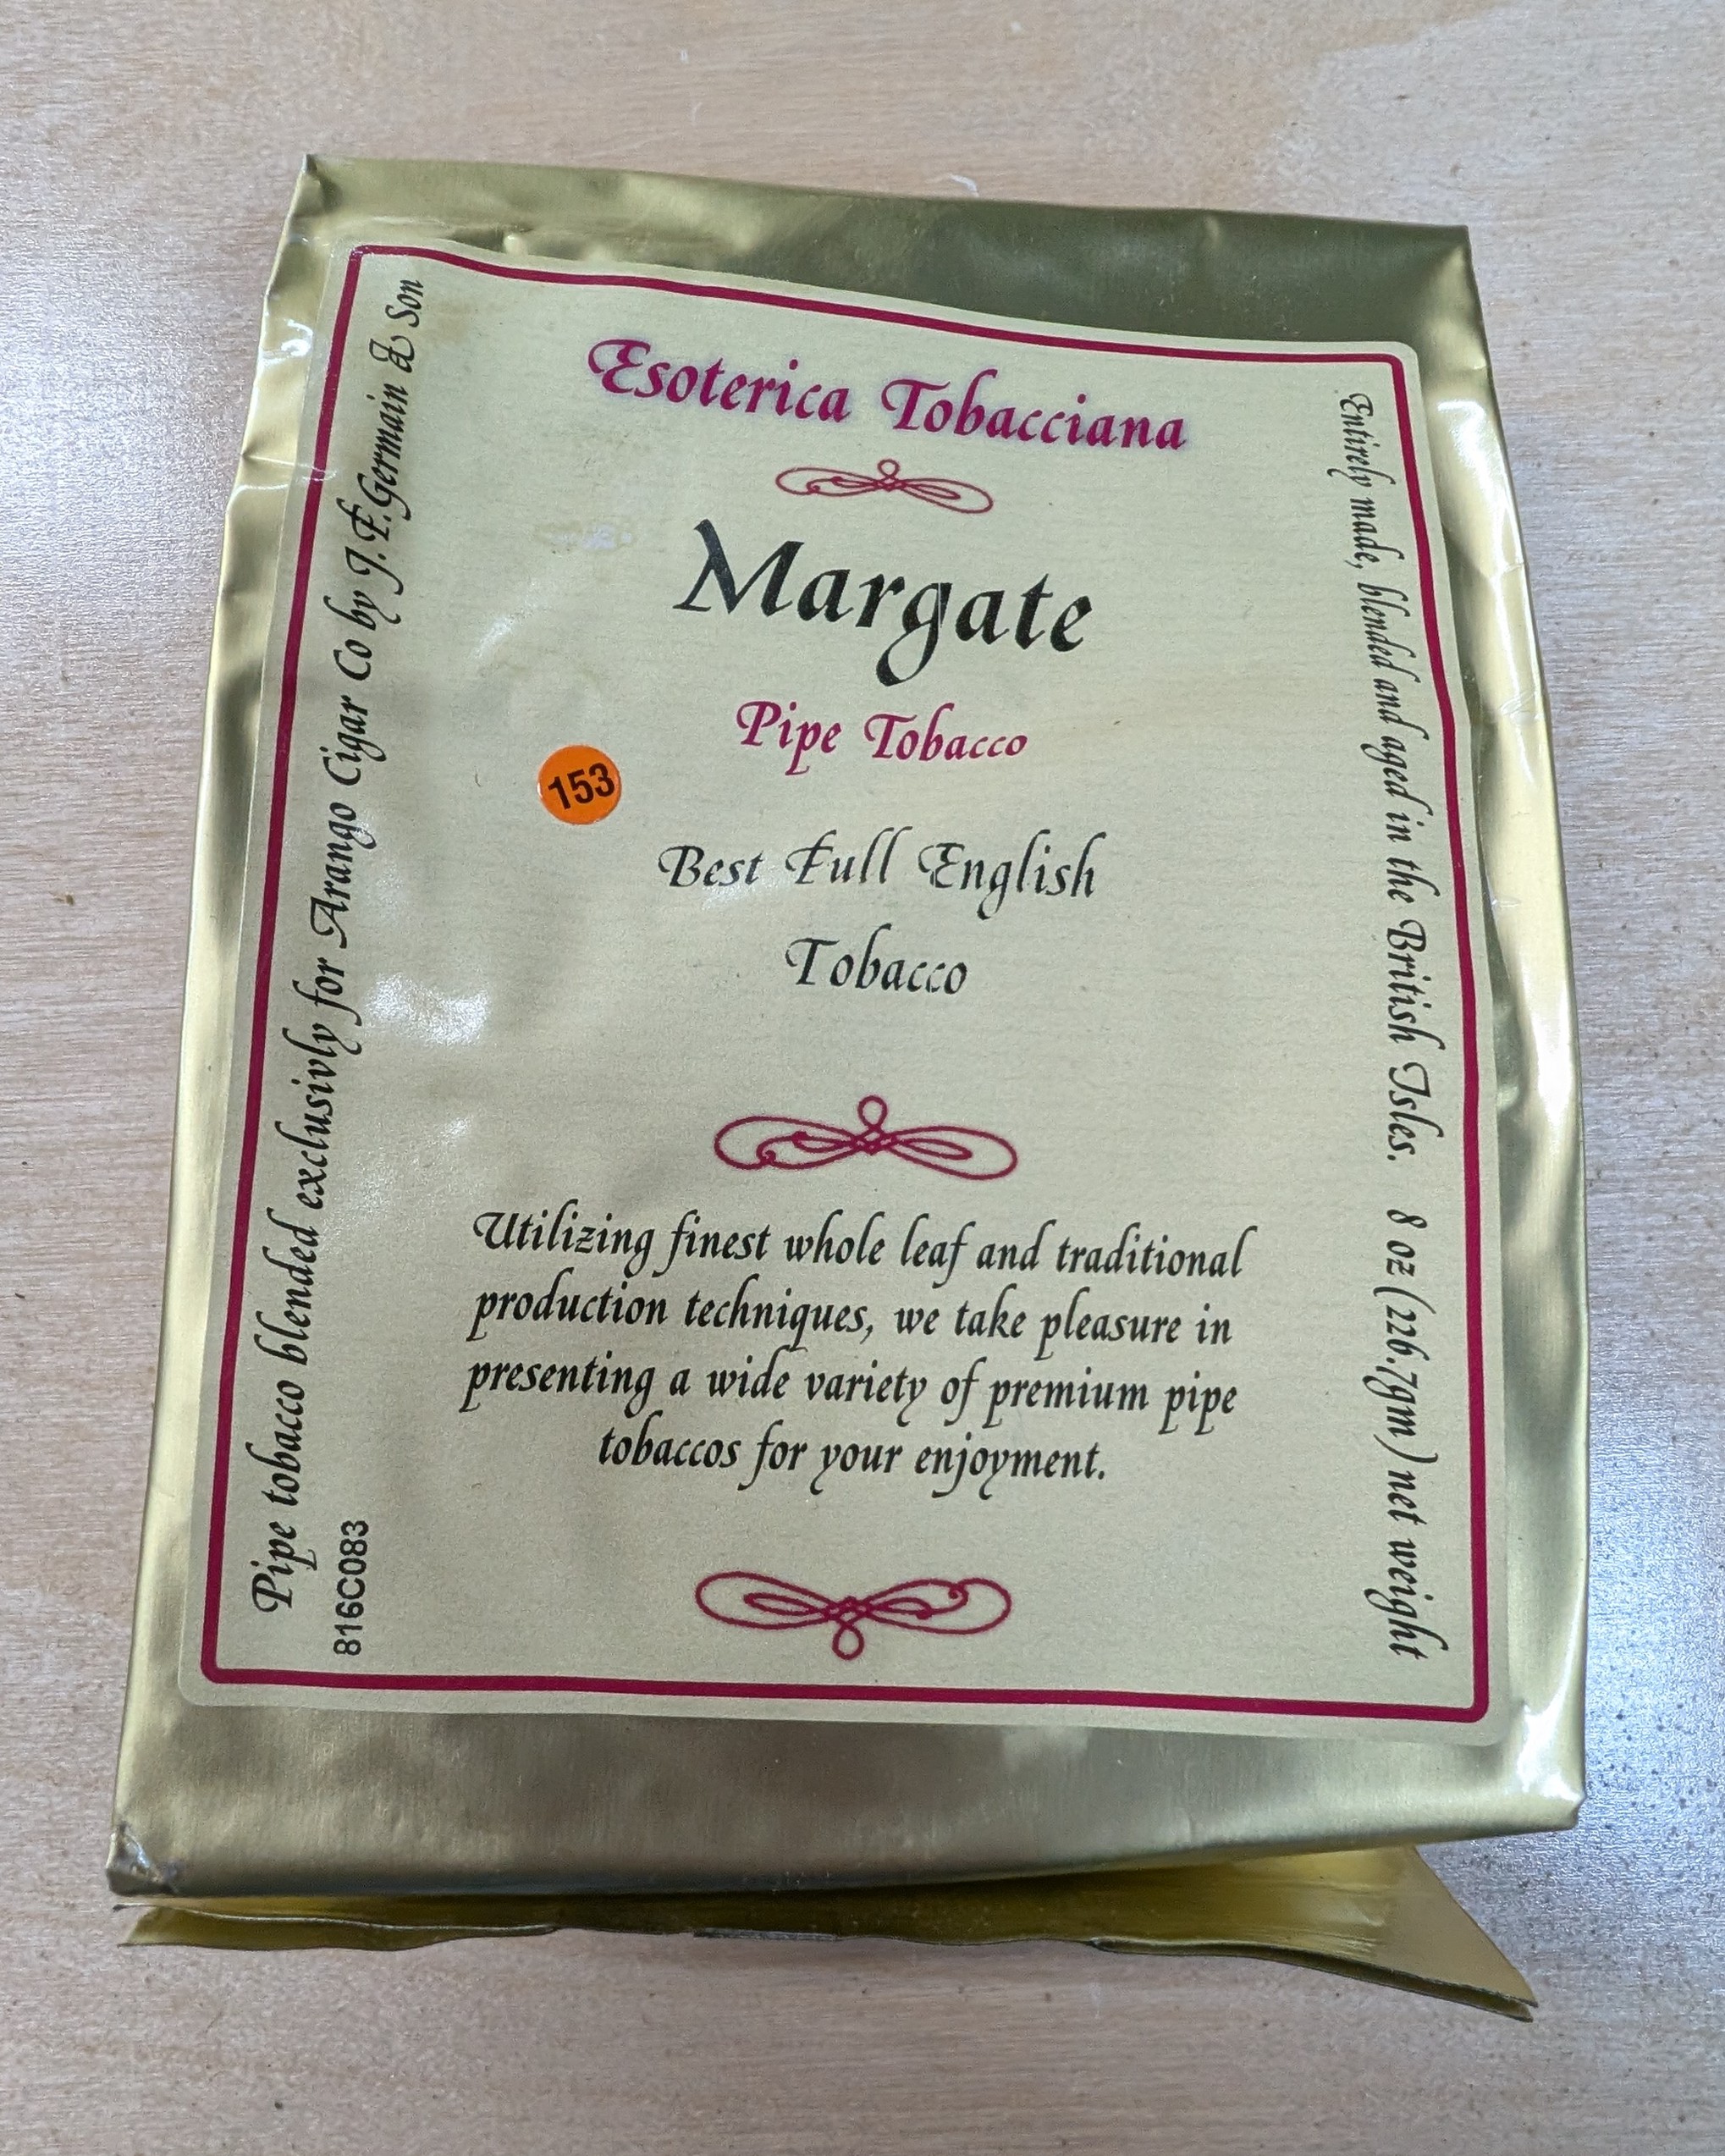 Esoterica Tobacciana
Margate
Pipe Tobacco
153
Best Full English
Tobacco
Utilizing finest whole leaf and traditional
production techniques, we take pleasure in
presenting a wide variety of premium pipe
tobaccos for your enjoyment.
Pipe tobacco blended exclusivly for Arango Cigar Co by J.F.Germain & Son
816C083
Entirely made, blended and aged in the British Isles. 8 oz (226.7gm) net weight